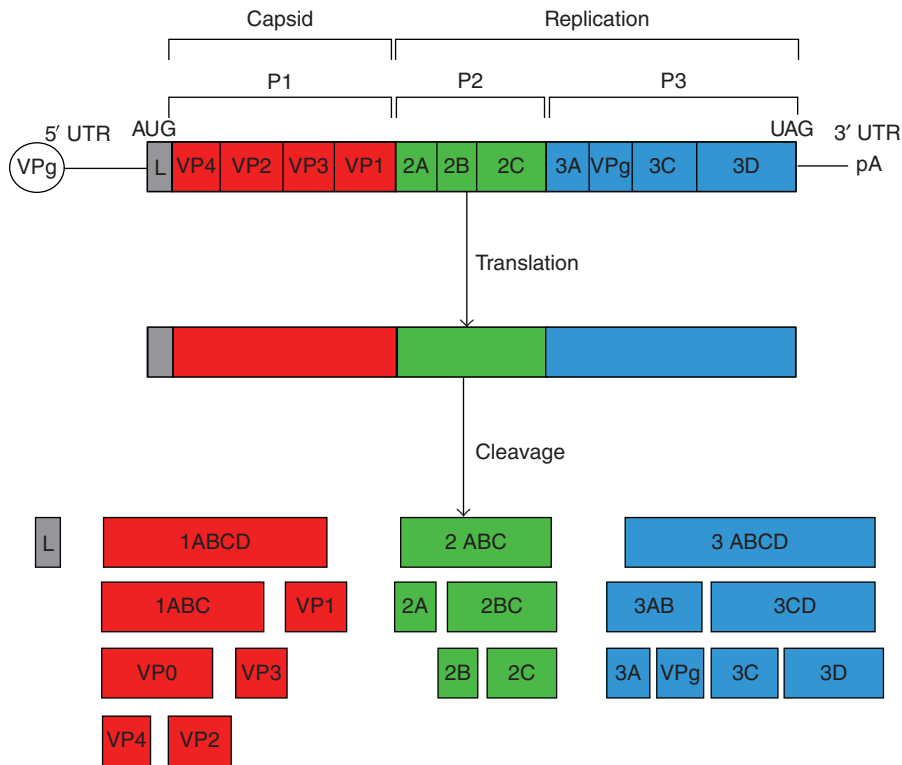 Capsid Replication
P1 P2 P3
5′ UTR AUG UAG 3′ UTR
VPg L VP4 VP2 VP3 VP1 2A 2B 2C 3A VPg 3C 3D pA
Translation
Cleavage
L 1ABCD 2 ABC 3 ABCD
1ABC VP1 2A 2BC 3AB 3CD
VP0 VP3 2B 2C 3A VPg 3C 3D
VP4 VP2